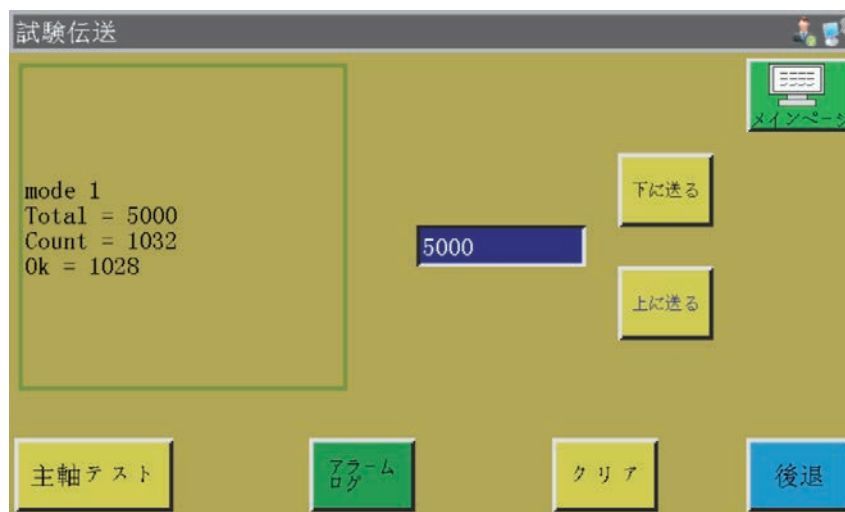 試験伝送
メインペー
mode 1
Total = 5000
Count = 1032
Ok = 1028
5000
下に送る
上に送る
主軸テスト
アラーム
ログ
クリア
後退